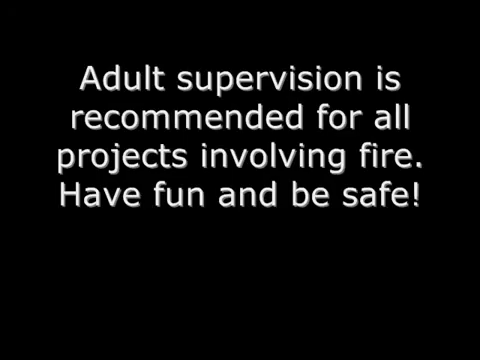 Adult supervision is
recommended for all
projects involving fire.
Have fun and be safe!